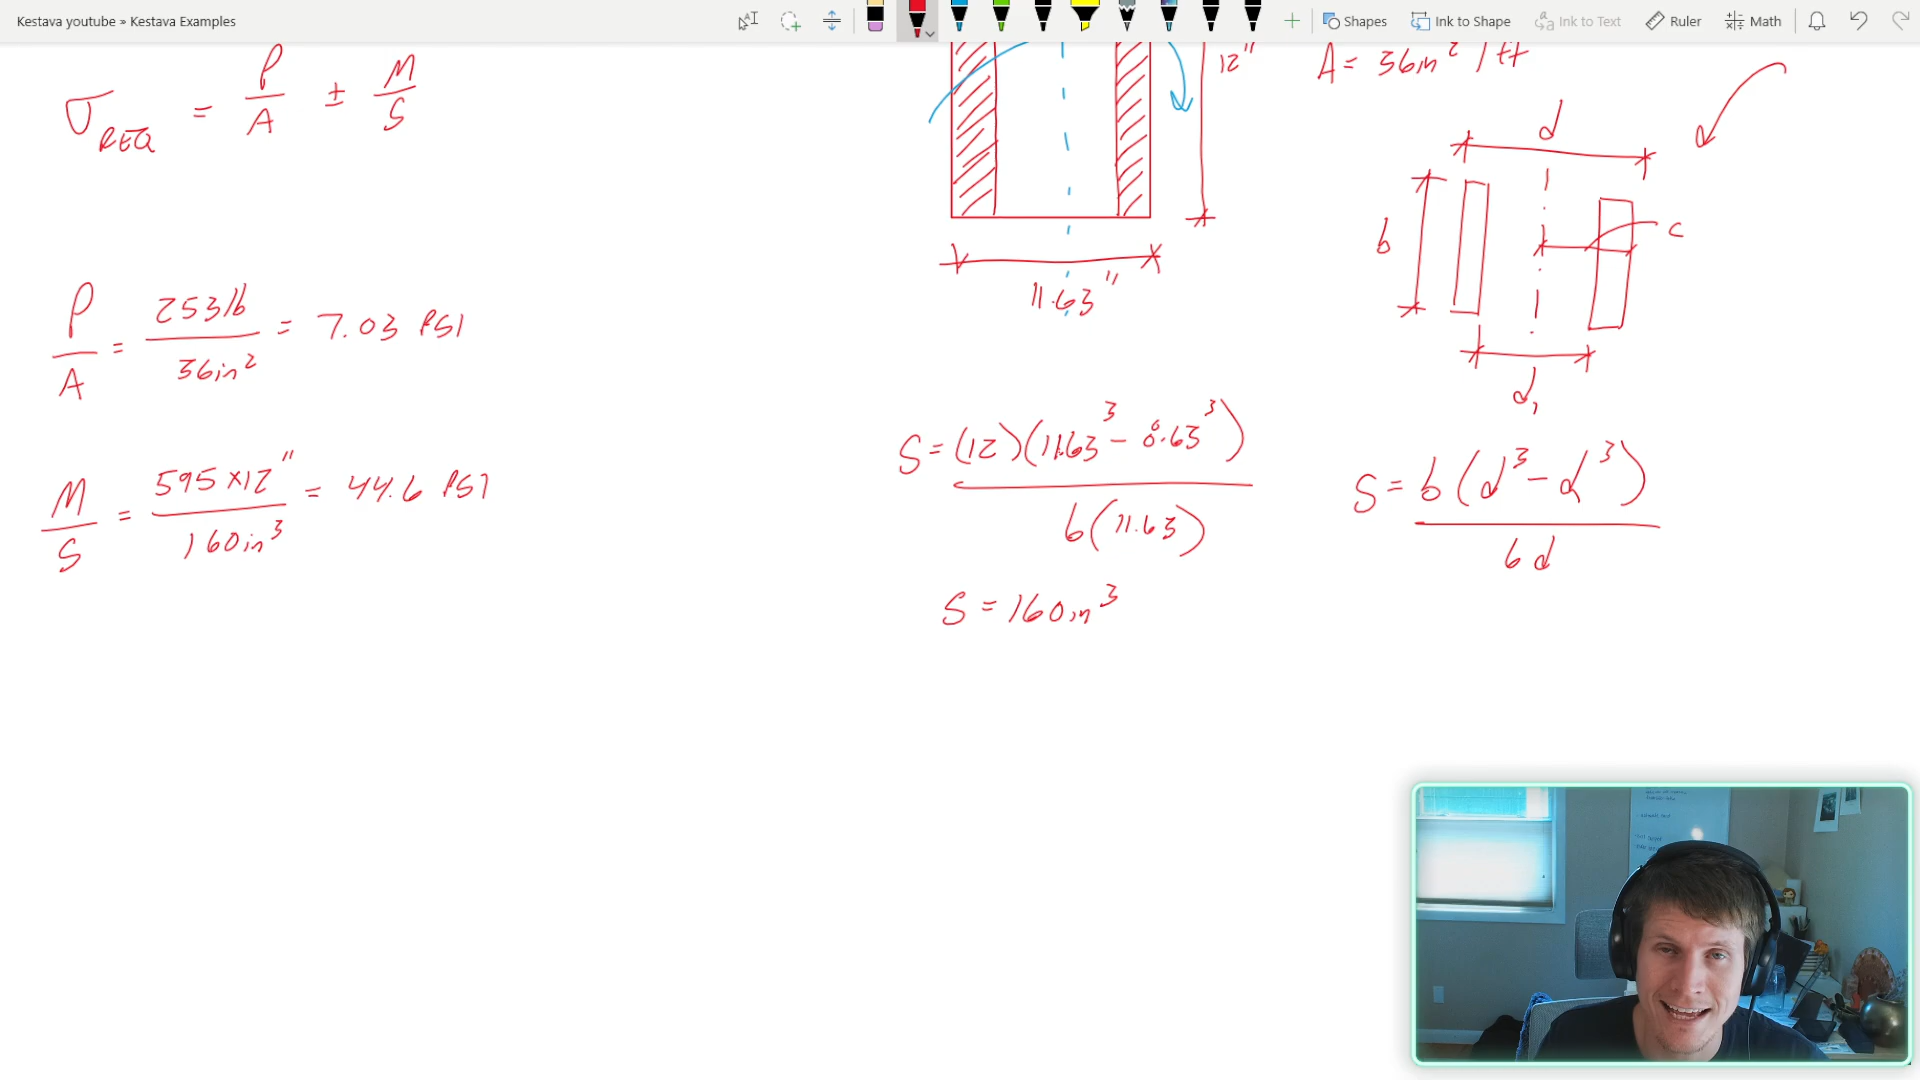 Kestava youtube » Kestava Examples
Shapes
Ink to Shape
Ink to Text
Ruler
Math
σ_REQ = P/A ± M/S
P/A = 253lb/36in² = 7.03 PSI
M/S = 595 × 12"/160in³ = 44.6 PSI
12"
11.63"
S = (12)(11.63³ - 8.63³)/6(11.63)
S = 160in³
A = 36in² / ft
d
b
c
d₁
S = b(d³ - d³)/6d